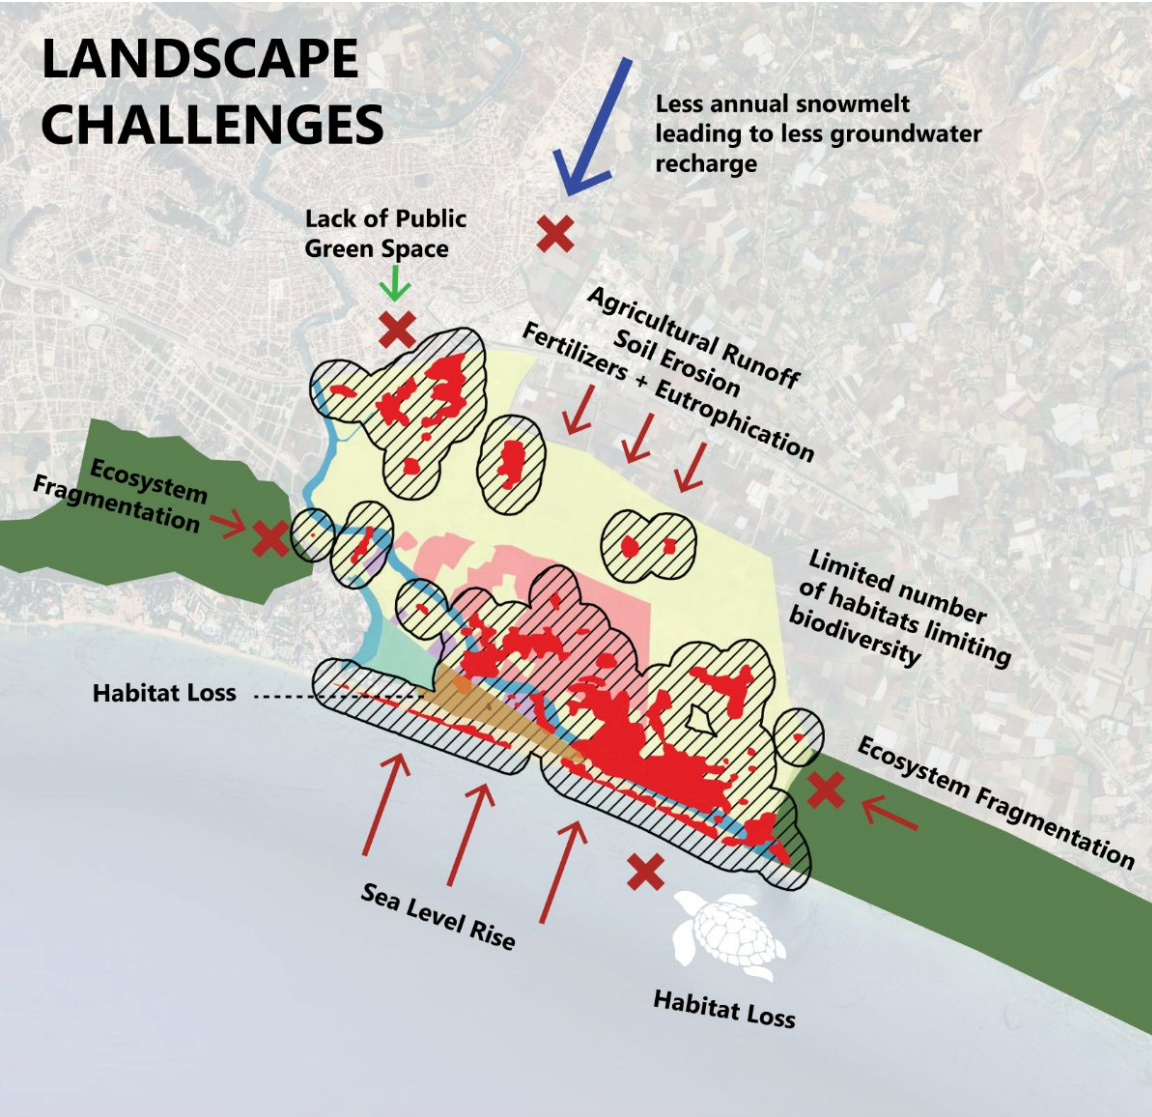 LANDSCAPE
CHALLENGES
Less annual snowmelt
leading to less groundwater
recharge
Lack of Public
Green Space
Agricultural Runoff
Soil Erosion
Fertilizers + Eutrophication
Ecosystem
Fragmentation
Limited number
of habitats limiting
biodiversity
Habitat Loss
Ecosystem Fragmentation
Sea Level Rise
Habitat Loss